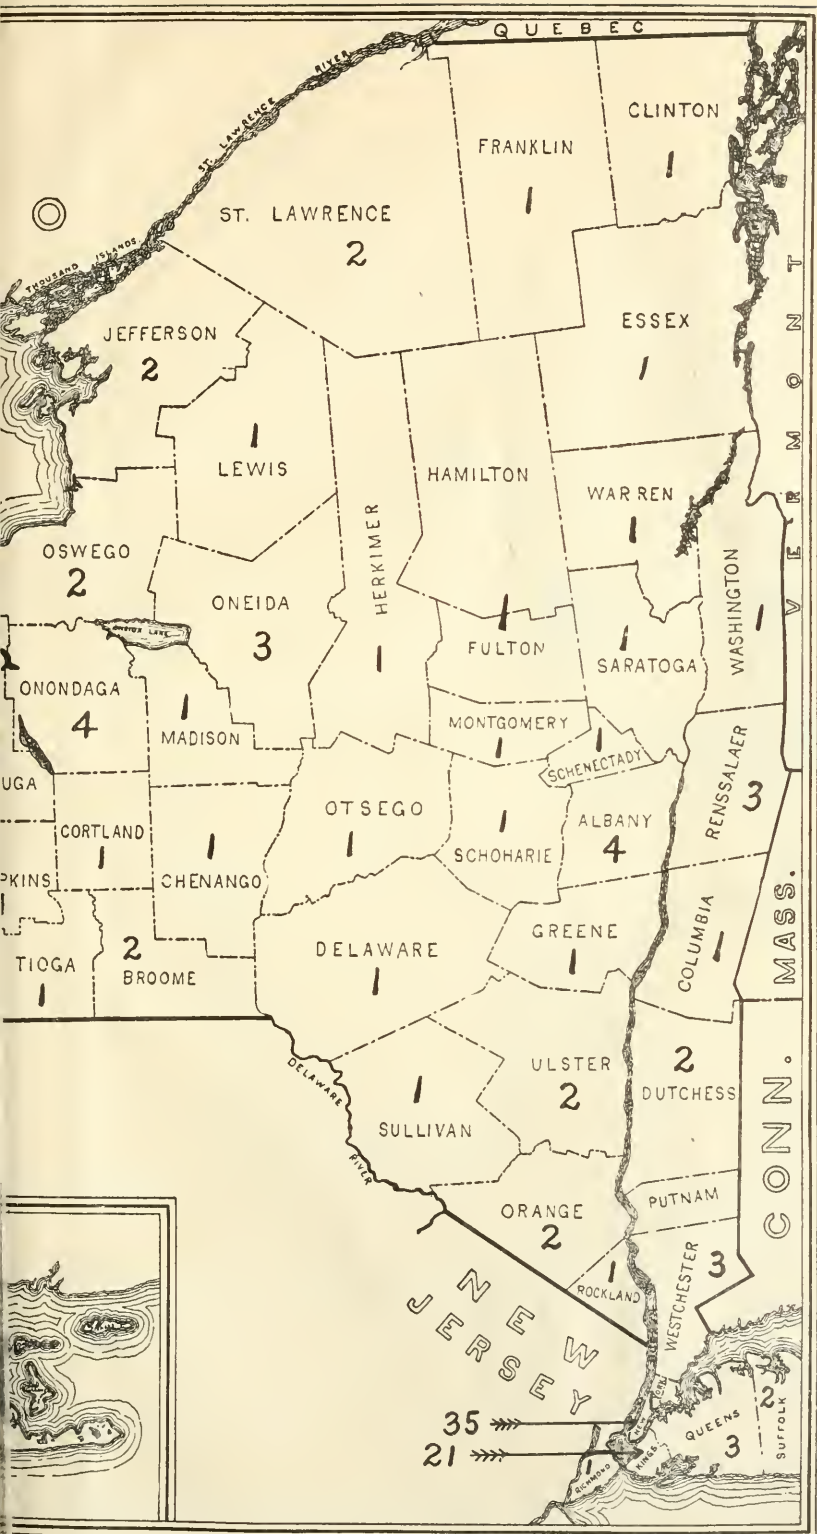 QUEBEC
ST. LAWRENCE RIVER
CLINTON
1
FRANKLIN
1
ST. LAWRENCE
2
THOUSAND ISLANDS.
VERMONT
JEFFERSON
2
ESSEX
1
1
LEWIS
HAMILTON
WARREN
1
HERKIMER
1
OSWEGO
2
ONEIDA
3
ONEIDA LAKE
WASHINGTON
1
1
FULTON
1
SARATOGA
ONONDAGA
4
1
MADISON
MONTGOMERY
1
1
SCHENECTADY
RENSSALAER
3
UGA
CORTLAND
1
1
CHENANGO
OTSEGO
1
1
SCHOHARIE
ALBANY
4
PKINS
1
TIOGA
1
2
BROOME
DELAWARE
1
GREENE
1
COLUMBIA
1
MASS.
DELAWARE RIVER
1
SULLIVAN
ULSTER
2
2
DUTCHESS
CONN.
ORANGE
2
PUTNAM
1
ROCKLAND
WESTCHESTER
3
NEW
JERSEY
35
21
NEW YORK
KINGS
1
RICHMOND
QUEENS
3
2
SUFFOLK